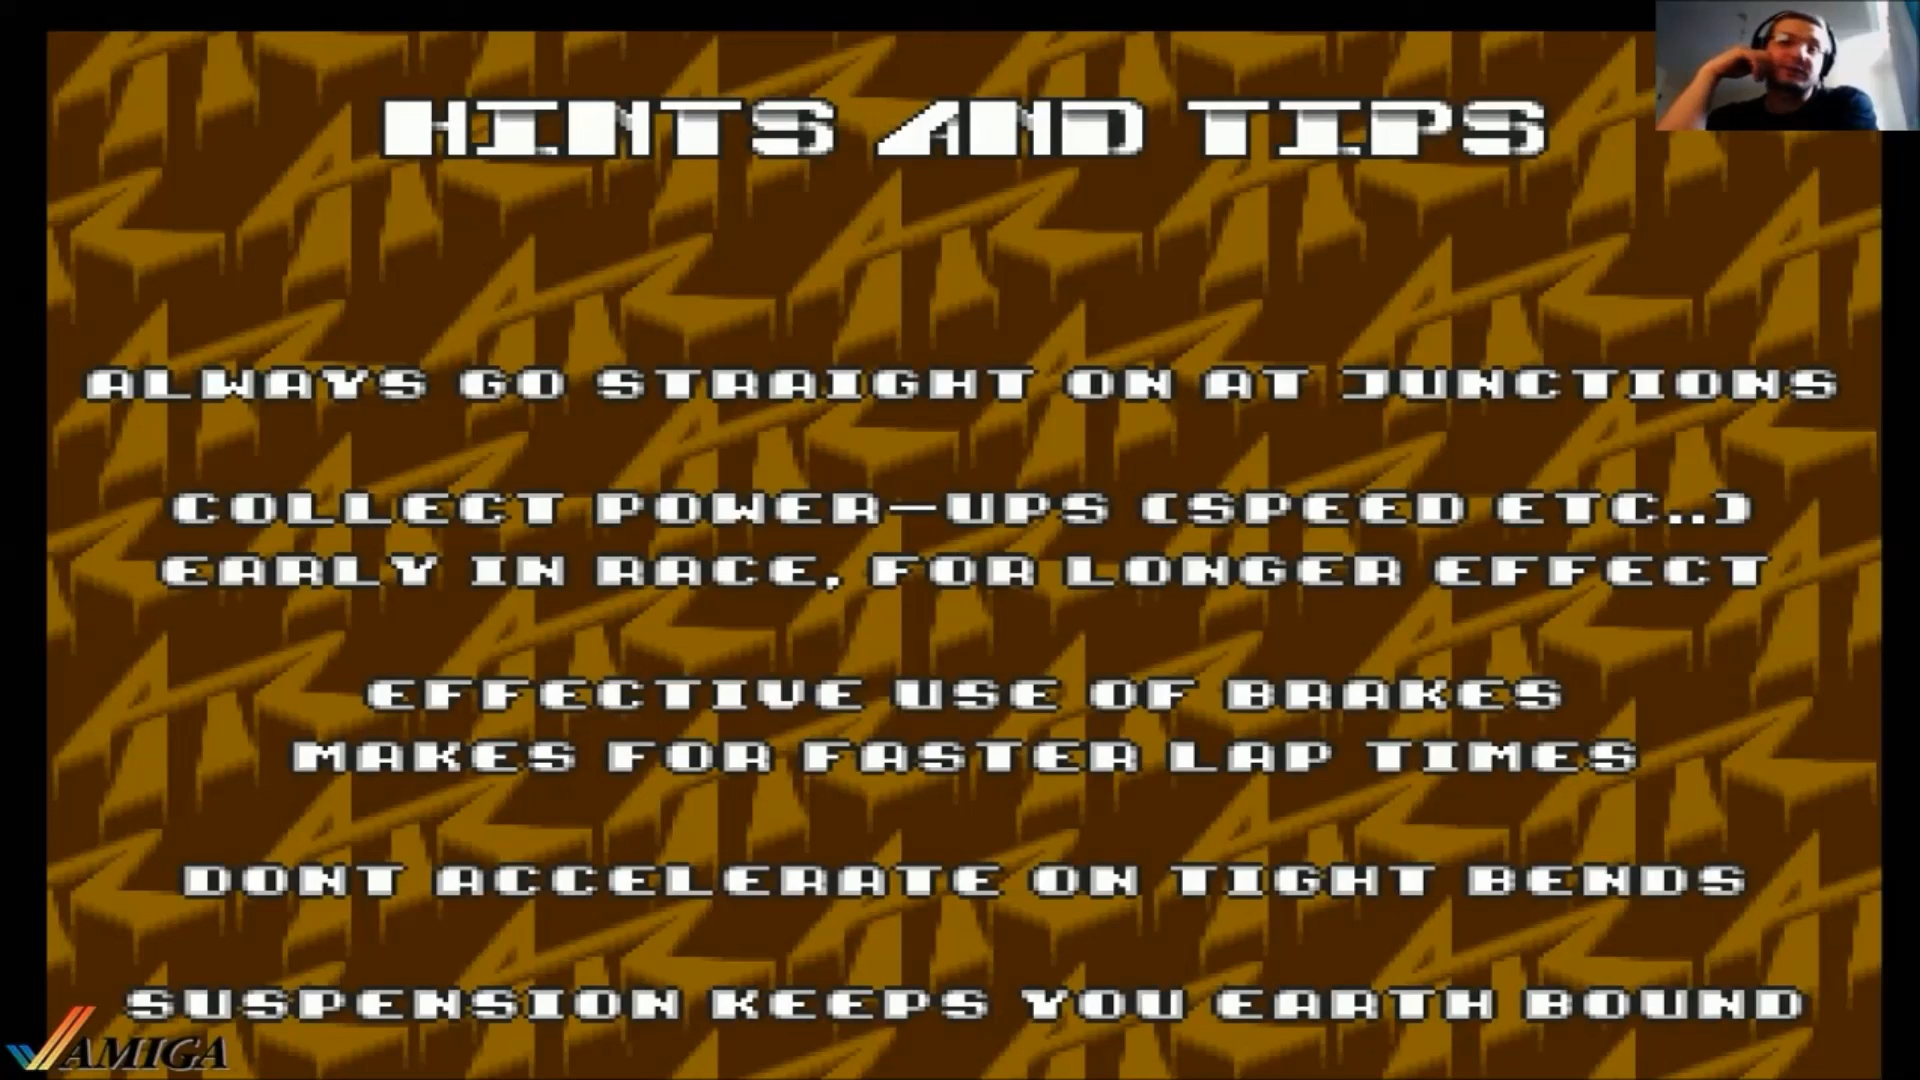 HINTS AND TIPS
ALWAYS GO STRAIGHT ON AT JUNCTIONS
COLLECT POWER-UPS (SPEED ETC..)
EARLY IN RACE, FOR LONGER EFFECT
EFFECTIVE USE OF BRAKES
MAKES FOR FASTER LAP TIMES
DONT ACCELERATE ON TIGHT BENDS
SUSPENSION KEEPS YOU EARTH BOUND
AMIGA